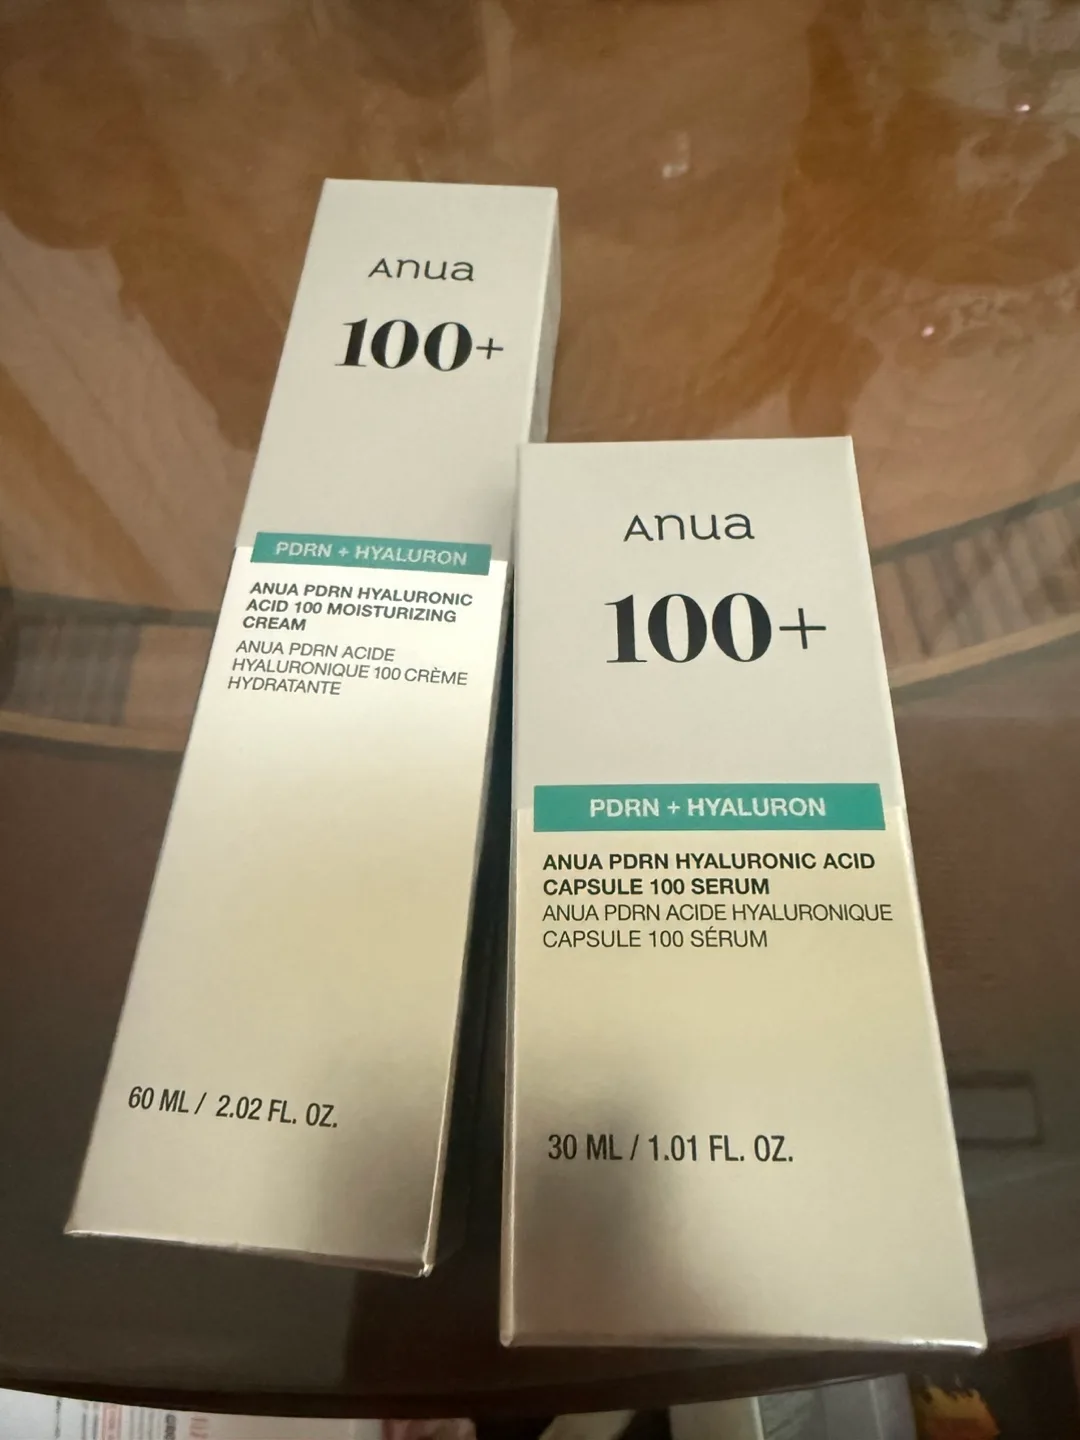 Anua
100+
PDRN + HYALURON
ANUA PDRN HYALURONIC
ACID 100 MOISTURIZING
CREAM
ANUA PDRN ACIDE
HYALURONIQUE 100 CRÈME
HYDRATANTE
60 ML / 2.02 FL. OZ.
Anua
100+
PDRN + HYALURON
ANUA PDRN HYALURONIC ACID
CAPSULE 100 SERUM
ANUA PDRN ACIDE HYALURONIQUE
CAPSULE 100 SÉRUM
30 ML / 1.01 FL. OZ.